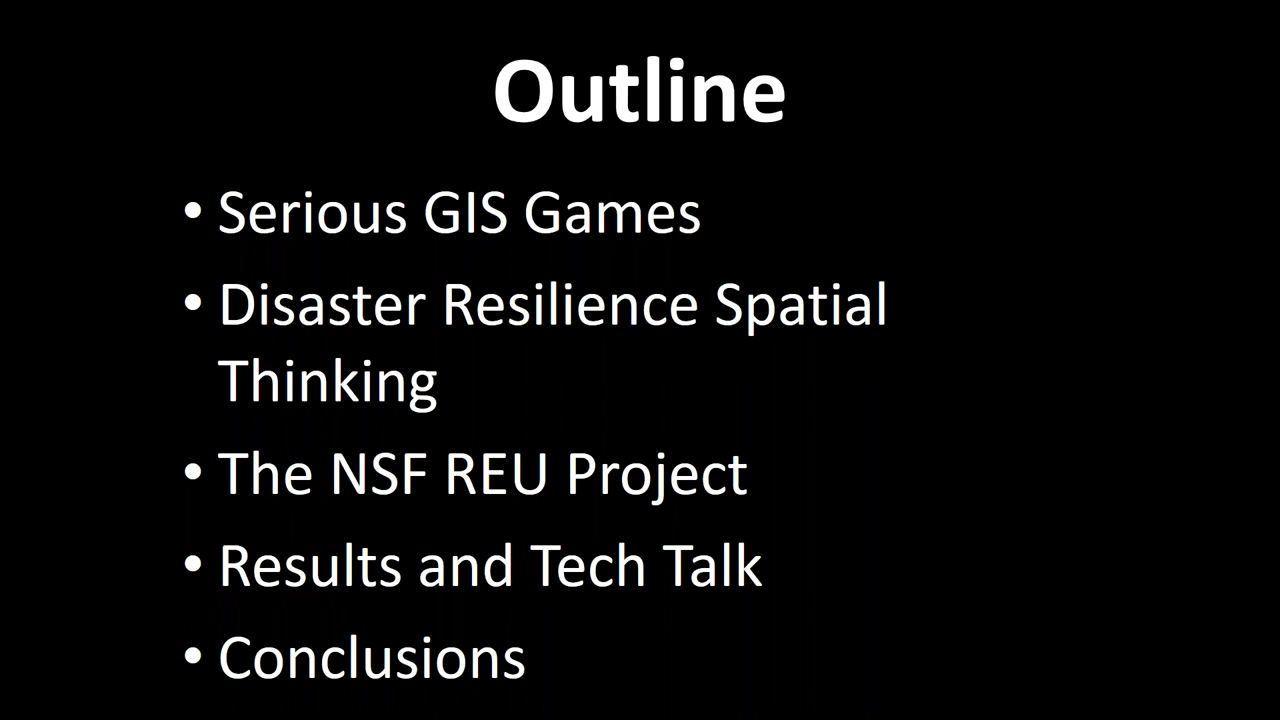 Outline
• Serious GIS Games
• Disaster Resilience Spatial
Thinking
• The NSF REU Project
• Results and Tech Talk
• Conclusions